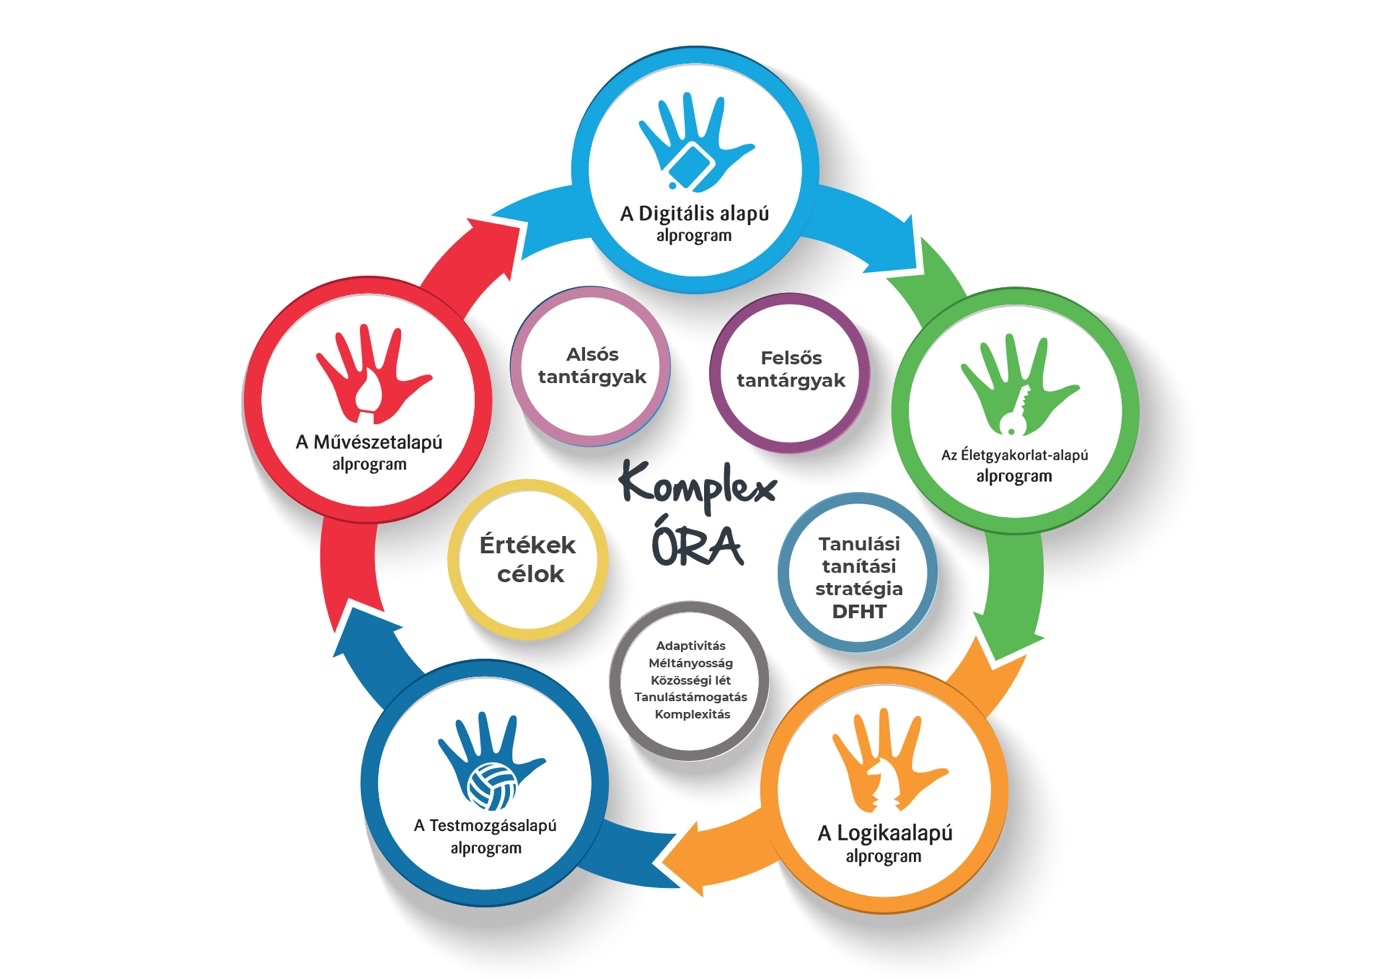 A Digitális alapú
alprogram
Alsós
tantárgyak
Felsős
tantárgyak
A Művészetalapú
alprogram
Az Életgyakorlat-alapú
alprogram
Komplex
ÓRA
Értékek
célok
Tanulási
tanítási
stratégia
DFHT
Adaptivitás
Méltányosság
Közösségi lét
Tanulástámogatás
Komplexitás
A Testmozgásalapú
alprogram
A Logikaalapú
alprogram